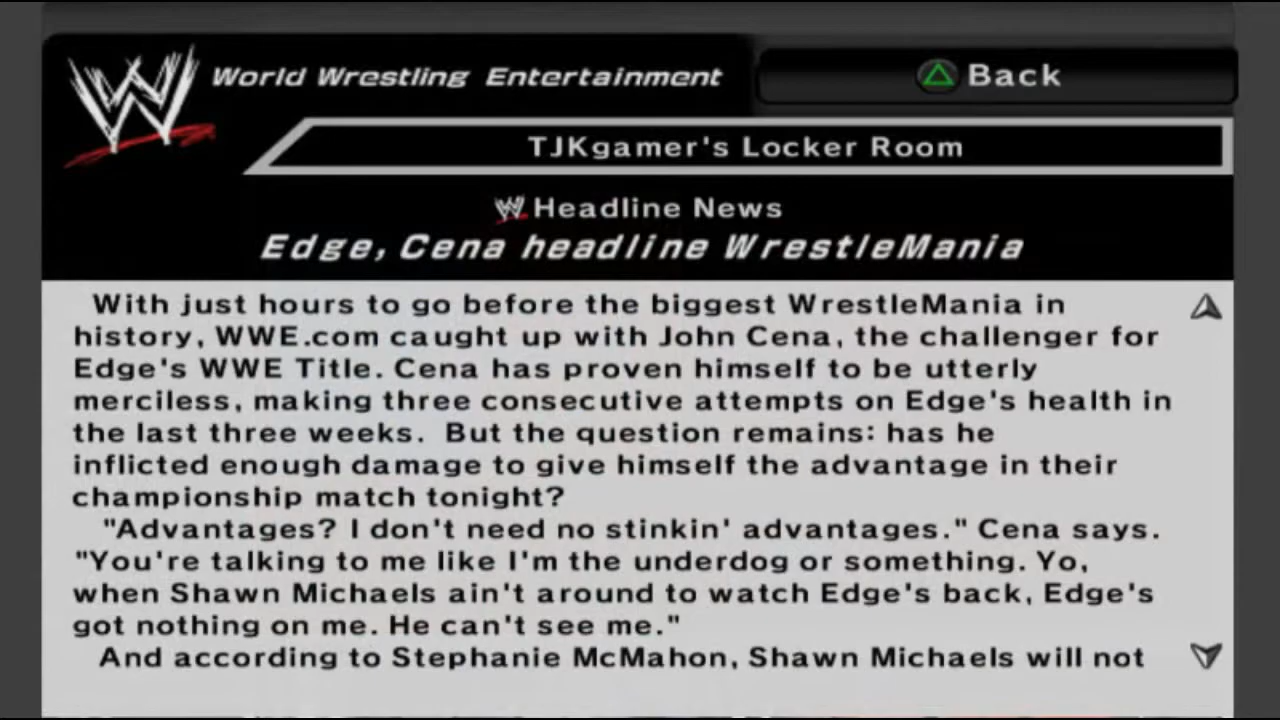 World Wrestling Entertainment
Back
TJKgamer's Locker Room
Headline News
Edge, Cena headline WrestleMania
With just hours to go before the biggest WrestleMania in
history, WWE.com caught up with John Cena, the challenger for
Edge's WWE Title. Cena has proven himself to be utterly
merciless, making three consecutive attempts on Edge's health in
the last three weeks. But the question remains: has he
inflicted enough damage to give himself the advantage in their
championship match tonight?
"Advantages? I don't need no stinkin' advantages." Cena says.
"You're talking to me like I'm the underdog or something. Yo,
when Shawn Michaels ain't around to watch Edge's back, Edge's
got nothing on me. He can't see me."
And according to Stephanie McMahon, Shawn Michaels will not